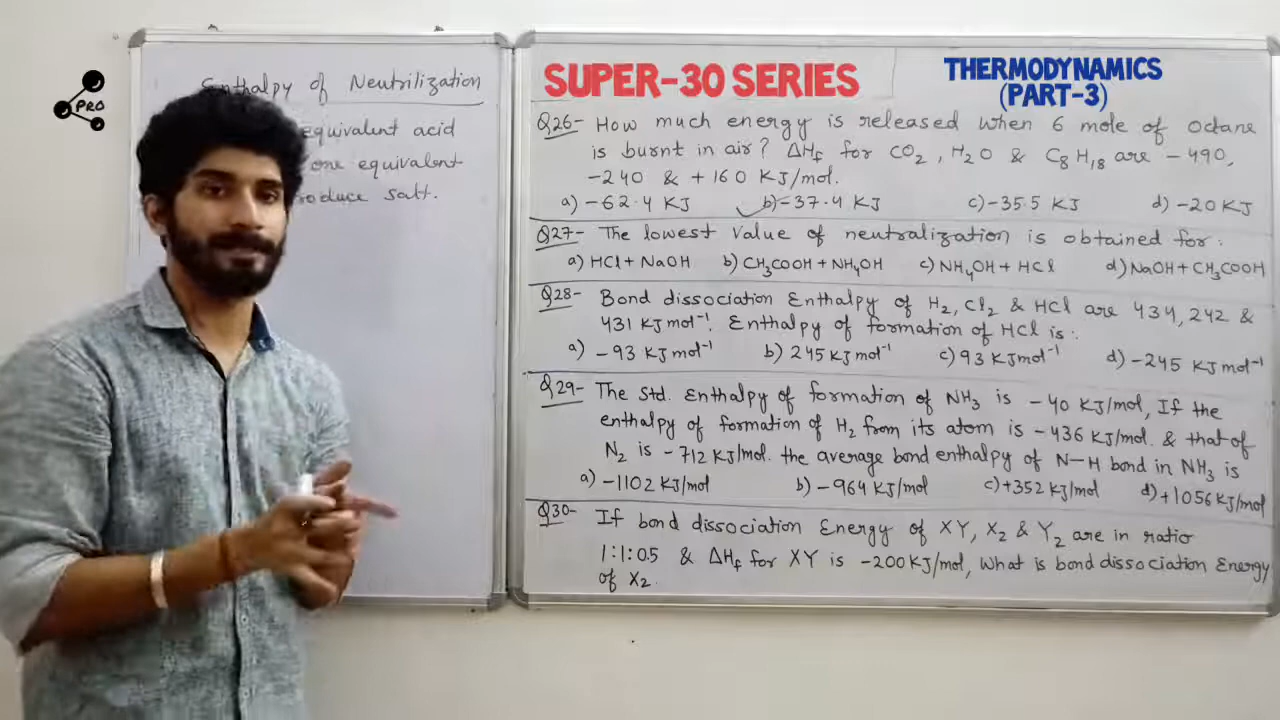 PRO
Enthalpy of Neutrilization
equivalent acid
one equivalent
produce salt.
SUPER-30 SERIES
THERMODYNAMICS
(PART-3)
Q26- How much energy is released when 6 mole of octane
is burnt in air? ΔHf for CO2, H2O & C8H18 are -490,
-240 & +160 KJ/mol.
a) -62.4 KJ b) -37.4 KJ c) -35.5 KJ d) -20 KJ
Q27- The lowest value of neutralization is obtained for:
a) HCl + NaOH b) CH3COOH + NH4OH c) NH4OH + HCl d) NaOH + CH3COOH
Q28- Bond dissociation Enthalpy of H2, Cl2 & HCl are 434, 242 &
431 KJ mol-1. Enthalpy of formation of HCl is:
a) -93 KJ mol-1 b) 245 KJ mol-1 c) 93 KJ mol-1 d) -245 KJ mol-1
Q29- The Std. Enthalpy of formation of NH3 is -40 KJ/mol, If the
enthalpy of formation of H2 from its atom is -436 KJ/mol. & that of
N2 is -712 KJ/mol. the average bond enthalpy of N-H bond in NH3 is
a) -1102 KJ/mol b) -964 KJ/mol c) +352 KJ/mol d) +1056 KJ/mol
Q30- If bond dissociation Energy of XY, X2 & Y2 are in ratio
1:1:0.5 & ΔHf for XY is -200 KJ/mol, What is bond dissociation Energy
of X2.